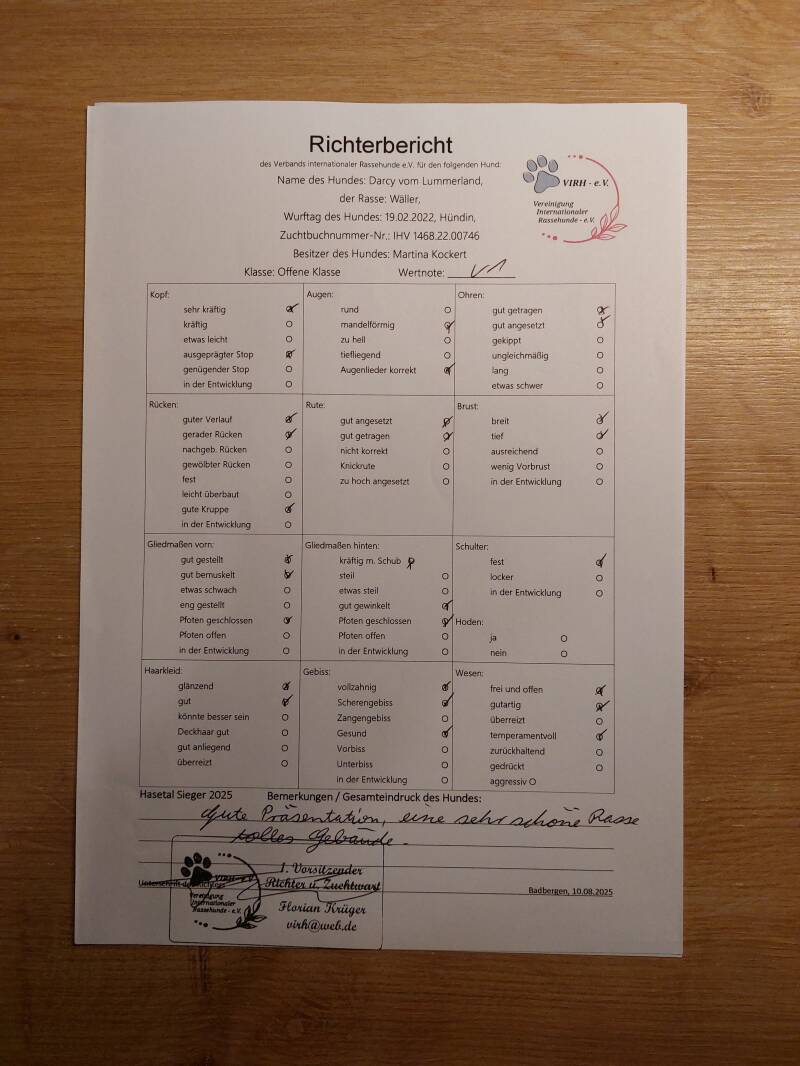 Richterbericht
des Verbands internationaler Rassehunde e.V. für den folgenden Hund:
Name des Hundes: Darcy vom Lummerland,
der Rasse: Wäller,
Wurftag des Hundes: 19.02.2022, Hündin,
Zuchtbuchnummer-Nr.: IHV 1468.22.00746
Besitzer des Hundes: Martina Kockert
Klasse: Offene Klasse Wertnote: V1
VIRH - e.V.
Vereinigung
Internationaler
Rassehunde - e.V.
Kopf:
sehr kräftig
kräftig
etwas leicht
ausgeprägter Stop
genügender Stop
in der Entwicklung
Augen:
rund
mandelförmig
zu hell
tiefliegend
Augenlieder korrekt
Ohren:
gut getragen
gut angesetzt
gekippt
ungleichmäßig
lang
etwas schwer
Rücken:
guter Verlauf
gerader Rücken
nachgeb. Rücken
gewölbter Rücken
fest
leicht überbaut
gute Kruppe
in der Entwicklung
Rute:
gut angesetzt
gut getragen
nicht korrekt
Knickrute
zu hoch angesetzt
Brust:
breit
tief
ausreichend
wenig Vorbrust
in der Entwicklung
Gliedmaßen vorn:
gut gestellt
gut bemuskelt
etwas schwach
eng gestellt
Pfoten geschlossen
Pfoten offen
in der Entwicklung
Gliedmaßen hinten:
kräftig m. Schub
steil
etwas steil
gut gewinkelt
Pfoten geschlossen
Pfoten offen
in der Entwicklung
Schulter:
fest
locker
in der Entwicklung
Hoden:
ja
nein
Haarkleid:
glänzend
gut
könnte besser sein
Deckhaar gut
gut anliegend
überreizt
Gebiss:
vollzahnig
Scherengebiss
Zangengebiss
Gesund
Vorbiss
Unterbiss
in der Entwicklung
Wesen:
frei und offen
gutartig
überreizt
temperamentvoll
zurückhaltend
gedrückt
aggressiv
Hasetal Sieger 2025 Bemerkungen / Gesamteindruck des Hundes:
Gute Präsentation, eine sehr schöne Rasse
tolles Gebäude.
Unterschrift des Richters
Badbergen, 10.08.2025
VIRH - e.V.
Vereinigung
Internationaler
Rassehunde - e.V.
1. Vorsitzender
Richter u. Zuchtwart
Florian Krüger
virh@web.de